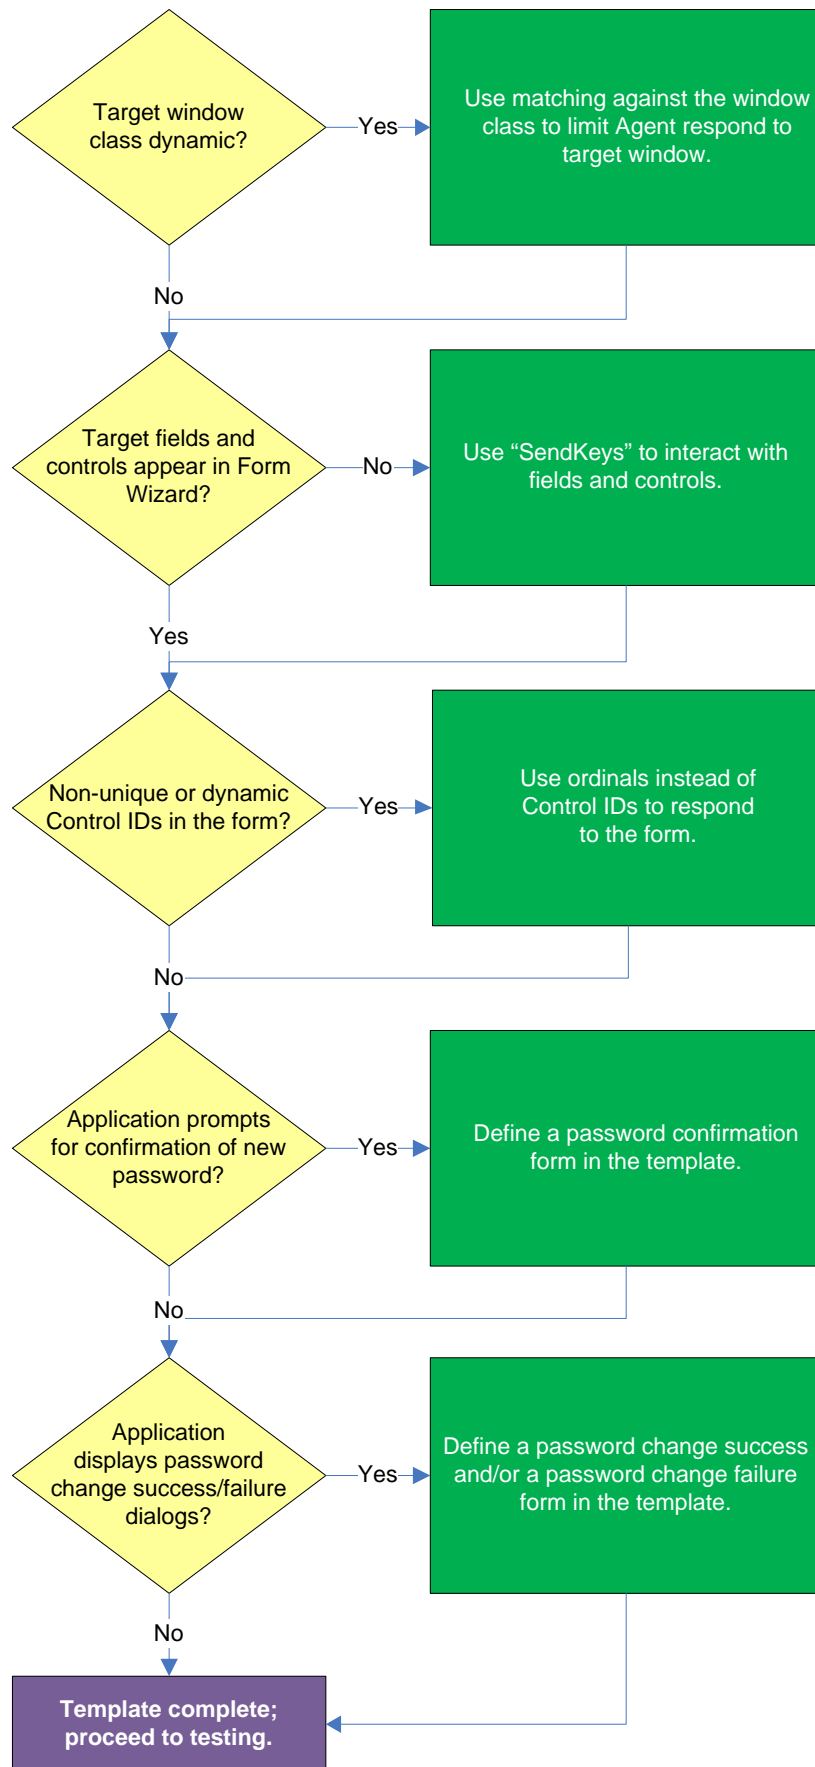 Target window
class dynamic?
Yes
Use matching against the window
class to limit Agent respond to
target window.
No
Target fields and
controls appear in Form
Wizard?
No
Use “SendKeys” to interact with
fields and controls.
Yes
Non-unique or dynamic
Control IDs in the form?
Yes
Use ordinals instead of
Control IDs to respond
to the form.
No
Application prompts
for confirmation of new
password?
Yes
Define a password confirmation
form in the template.
No
Application
displays password
change success/failure
dialogs?
Yes
Define a password change success
and/or a password change failure
form in the template.
No
Template complete;
proceed to testing.